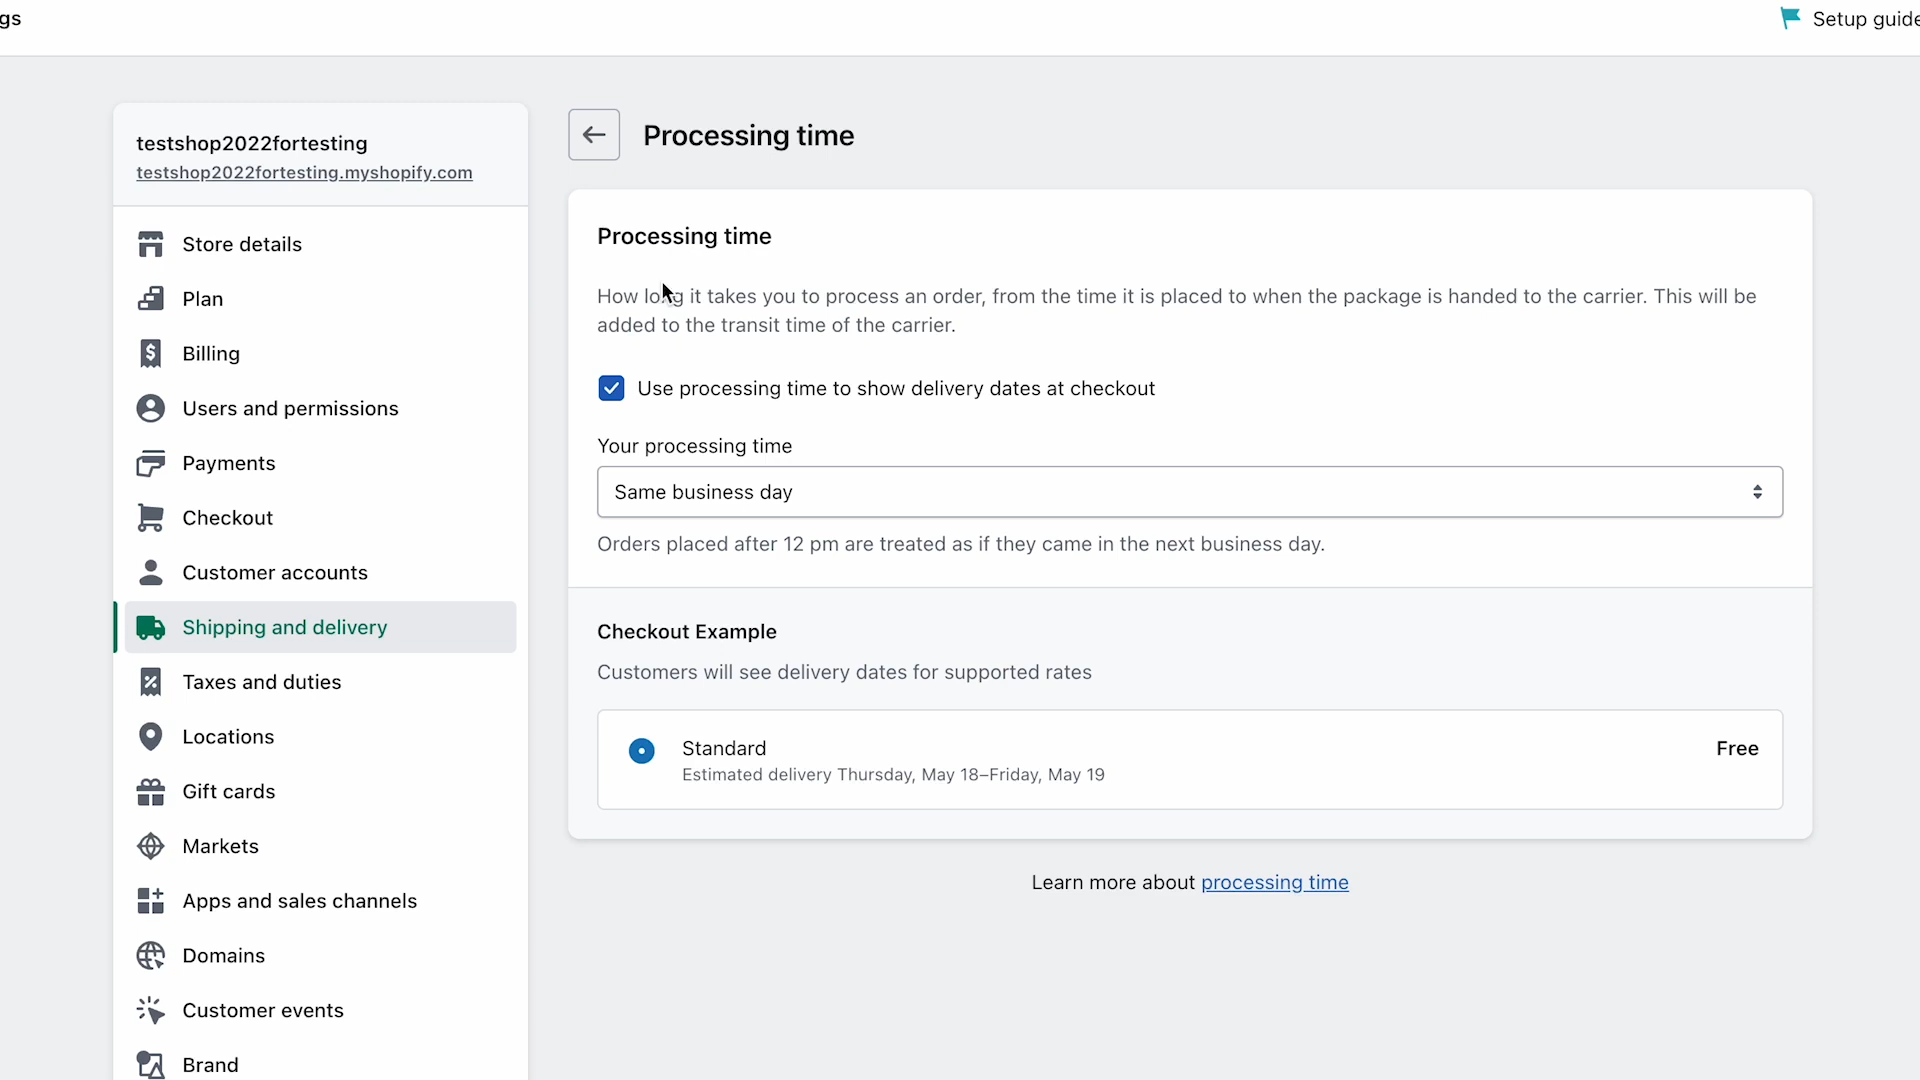 gs
Setup guide
testshop2022fortesting
testshop2022fortesting.myshopify.com
Store details
Plan
Billing
Users and permissions
Payments
Checkout
Customer accounts
Shipping and delivery
Taxes and duties
Locations
Gift cards
Markets
Apps and sales channels
Domains
Customer events
Brand
Processing time
Processing time
How long it takes you to process an order, from the time it is placed to when the package is handed to the carrier. This will be
added to the transit time of the carrier.
Use processing time to show delivery dates at checkout
Your processing time
Same business day
Orders placed after 12 pm are treated as if they came in the next business day.
Checkout Example
Customers will see delivery dates for supported rates
Standard
Free
Estimated delivery Thursday, May 18–Friday, May 19
Learn more about processing time